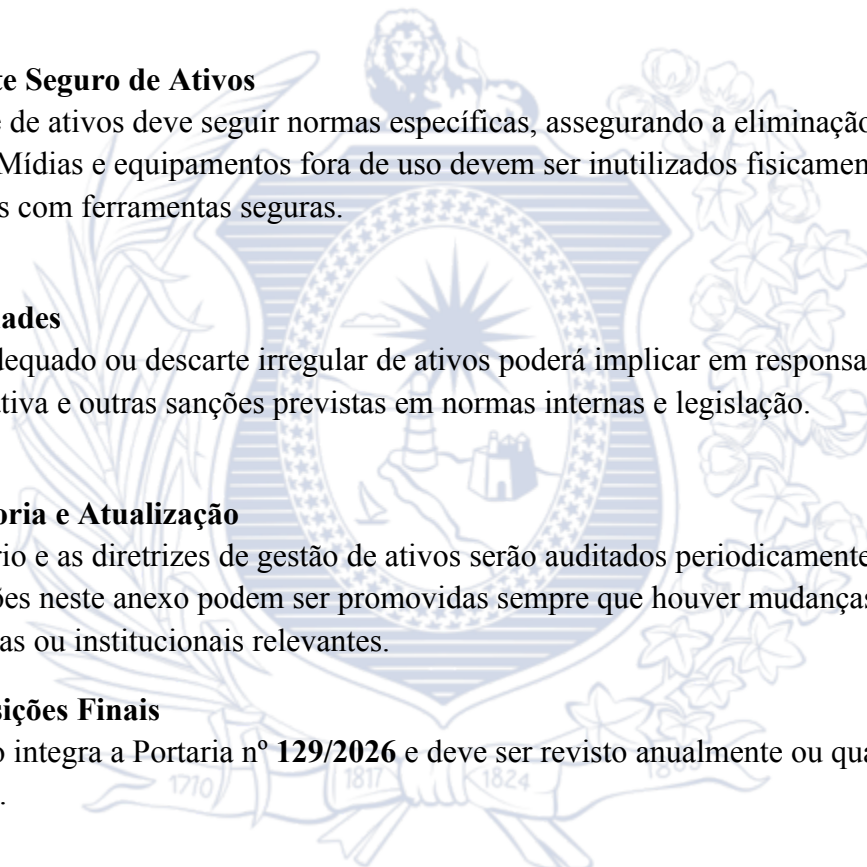 te Seguro de Ativos
e de ativos deve seguir normas específicas, assegurando a eliminação
Mídias e equipamentos fora de uso devem ser inutilizados fisicamen
s com ferramentas seguras.
ades
dequado ou descarte irregular de ativos poderá implicar em responsa
tiva e outras sanções previstas em normas internas e legislação.
oria e Atualização
rio e as diretrizes de gestão de ativos serão auditados periodicamente
ões neste anexo podem ser promovidas sempre que houver mudanças
as ou institucionais relevantes.
sições Finais
o integra a Portaria nº 129/2026 e deve ser revisto anualmente ou qua
.
1710 1817 1824